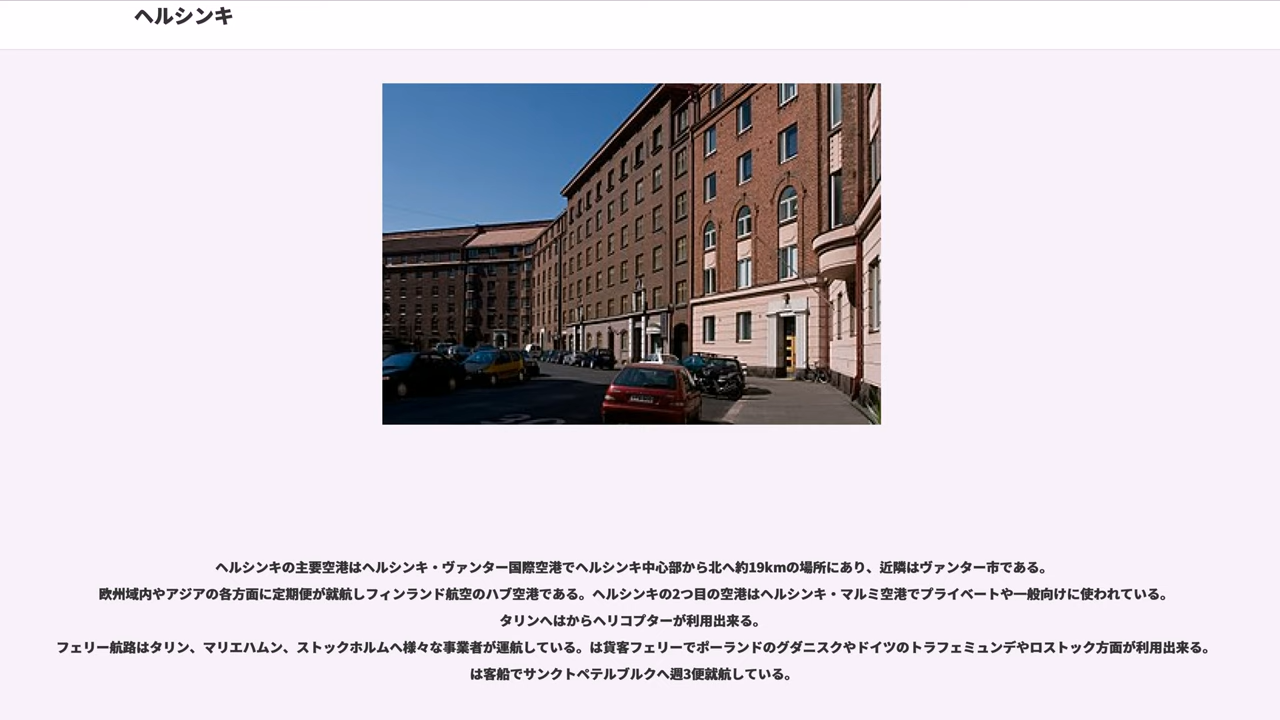 ヘルシンキ
ヘルシンキの主要空港はヘルシンキ・ヴァンター国際空港でヘルシンキ中心部から北へ約19kmの場所にあり、近隣はヴァンター市である。
欧州域内やアジアの各方面に定期便が就航しフィンランド航空のハブ空港である。ヘルシンキの2つ目の空港はヘルシンキ・マルミ空港でプライベートや一般向けに使われている。
タリンへはからヘリコプターが利用出来る。
フェリー航路はタリン、マリエハムン、ストックホルムへ様々な事業者が運航している。は貨客フェリーでポーランドのグダニスクやドイツのトラフェミュンデやロストック方面が利用出来る。
は客船でサンクトペテルブルクへ週3便就航している。